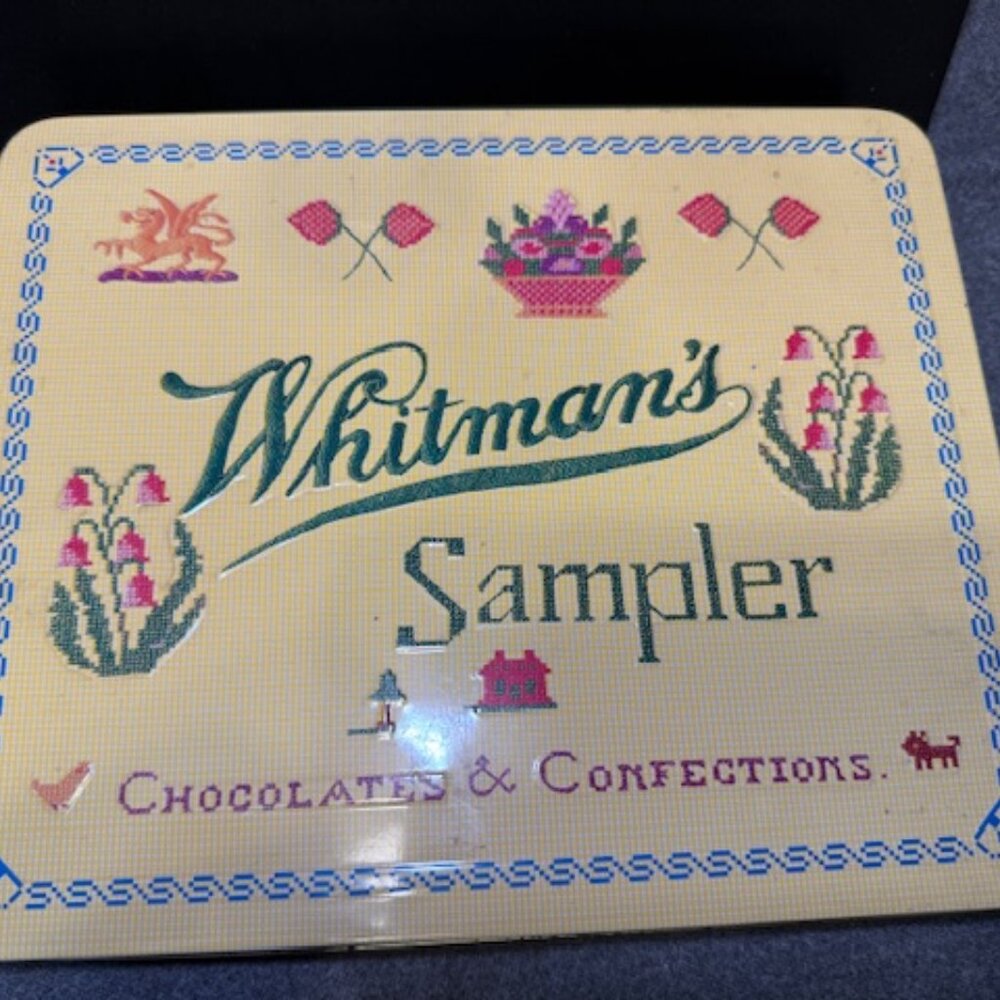 Whitman's
Sampler
CHOCOLATES & CONFECTIONS.